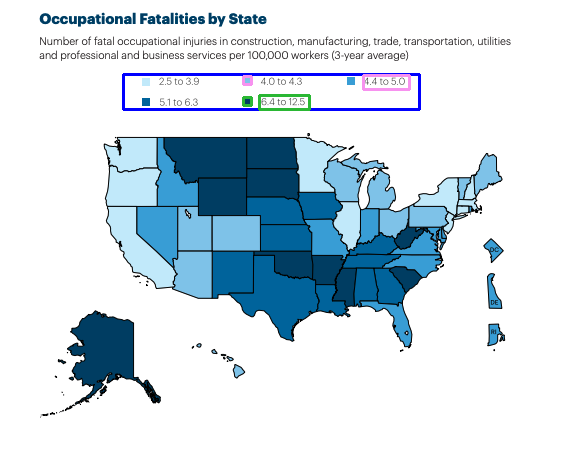 Occupational Fatalities by State
Number of fatal occupational injuries in construction, manufacturing, trade, transportation, utilities
and professional and business services per 100,000 workers (3-year average)
2.5 to 3.9 4.0 to 4.3 4.4 to 5.0
5.1 to 6.3 6.4 to 12.5
DC
DE
RI